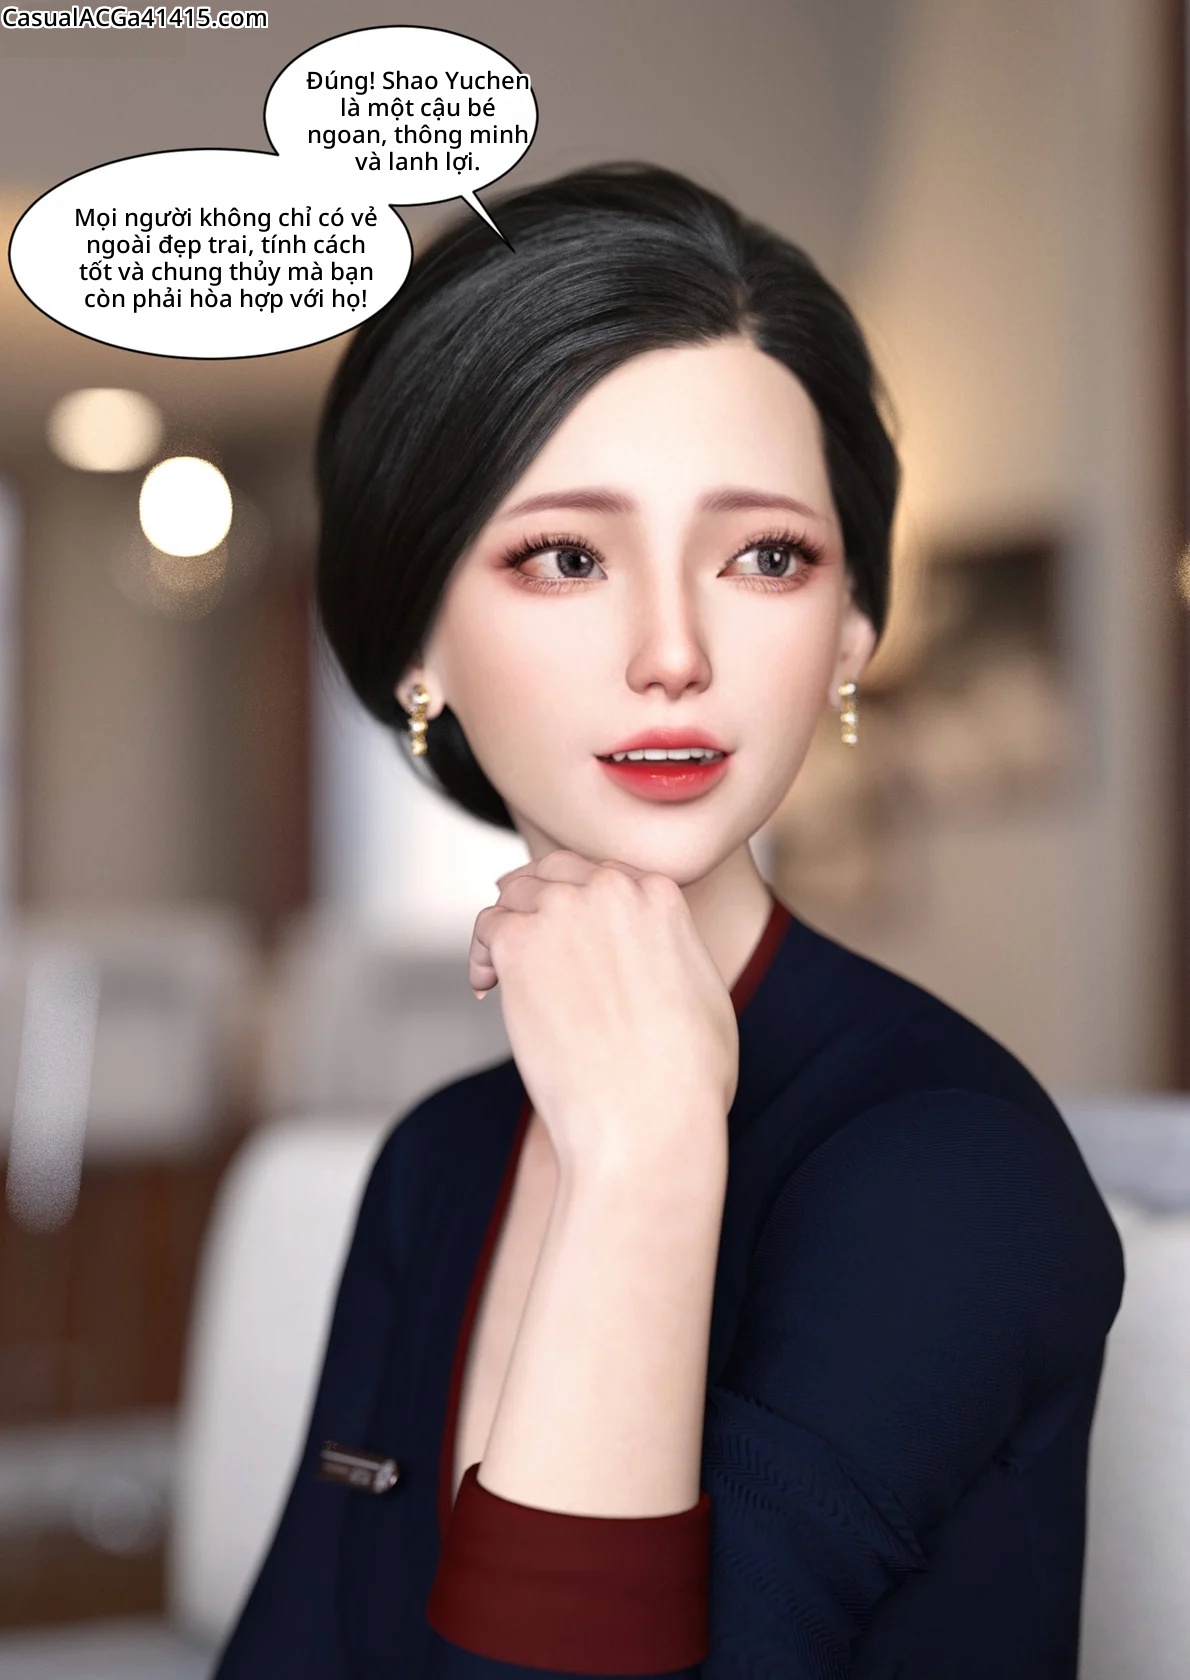 CasualACGa41415.com
Đúng! Shao Yuchen
là một cậu bé
ngoan, thông minh
và lanh lợi.
Mọi người không chỉ có vẻ
ngoài đẹp trai, tính cách
tốt và chung thủy mà bạn
còn phải hòa hợp với họ!